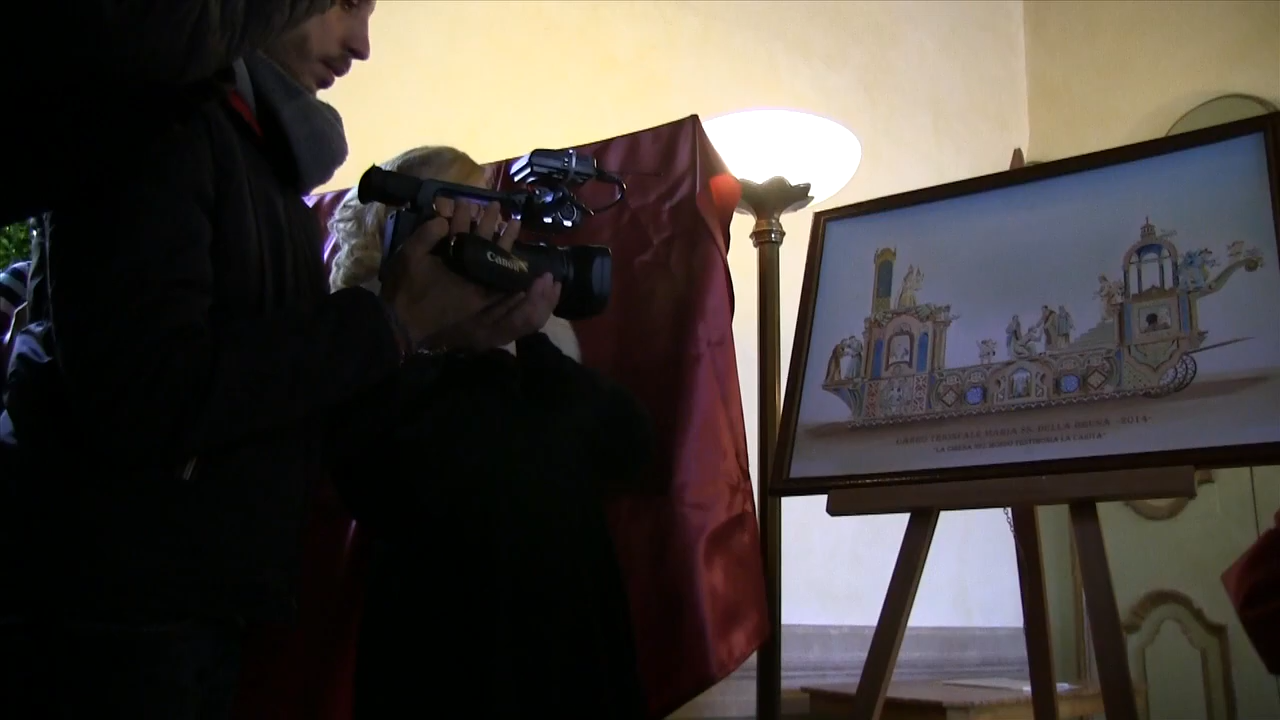 Canon
CARRO TRIONFALE MARIA SS. DELLA BRUNA -2014-
"LA CHIESA NEL MONDO TESTIMONIA LA CARITÀ"